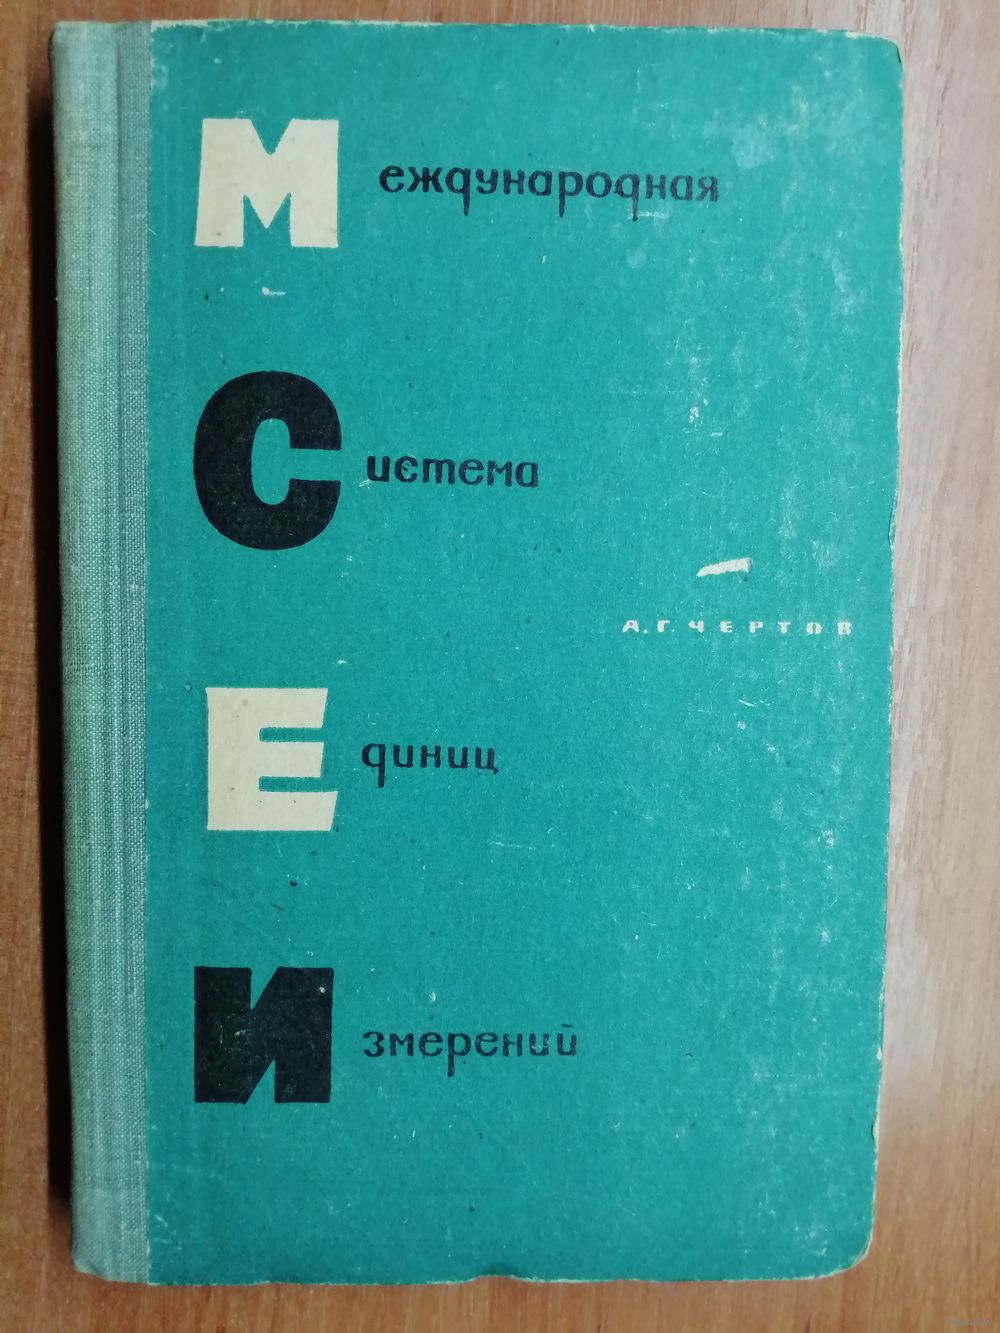 Международная
Система
А. Г. ЧЕРТОВ
Единиц
Измерений